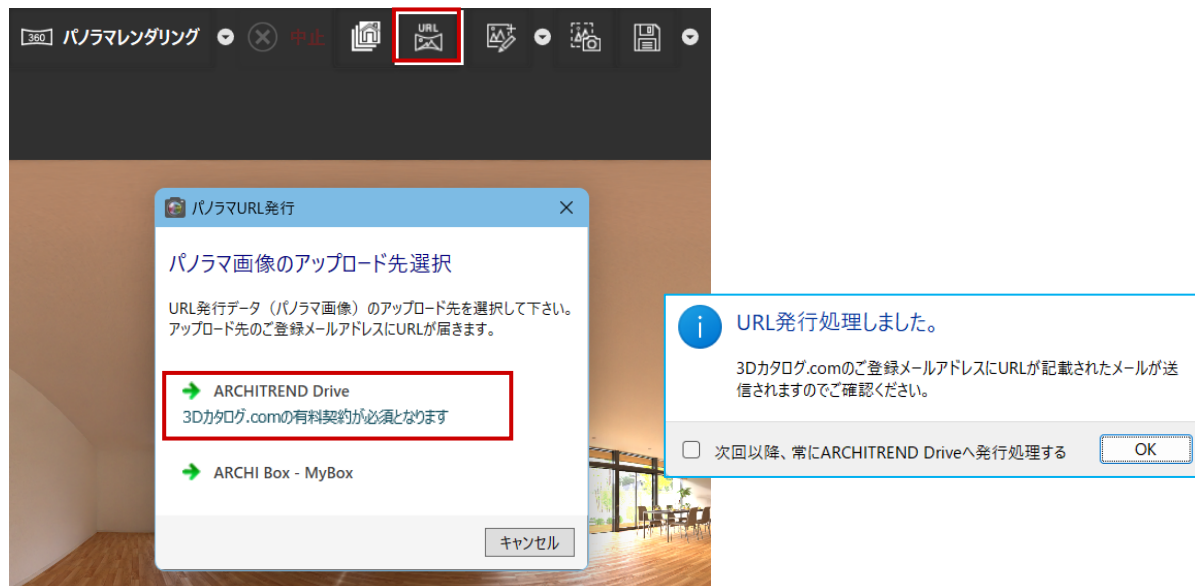 360 パノラマレンダリング 中止 URL
パノラマURL発行
パノラマ画像のアップロード先選択
URL発行データ（パノラマ画像）のアップロード先を選択して下さい。
アップロード先のご登録メールアドレスにURLが届きます。
ARCHITREND Drive
3Dカタログ.comの有料契約が必須となります
ARCHI Box - MyBox
キャンセル
URL発行処理しました。
3Dカタログ.comのご登録メールアドレスにURLが記載されたメールが送
信されますのでご確認ください。
次回以降、常にARCHITREND Driveへ発行処理する OK